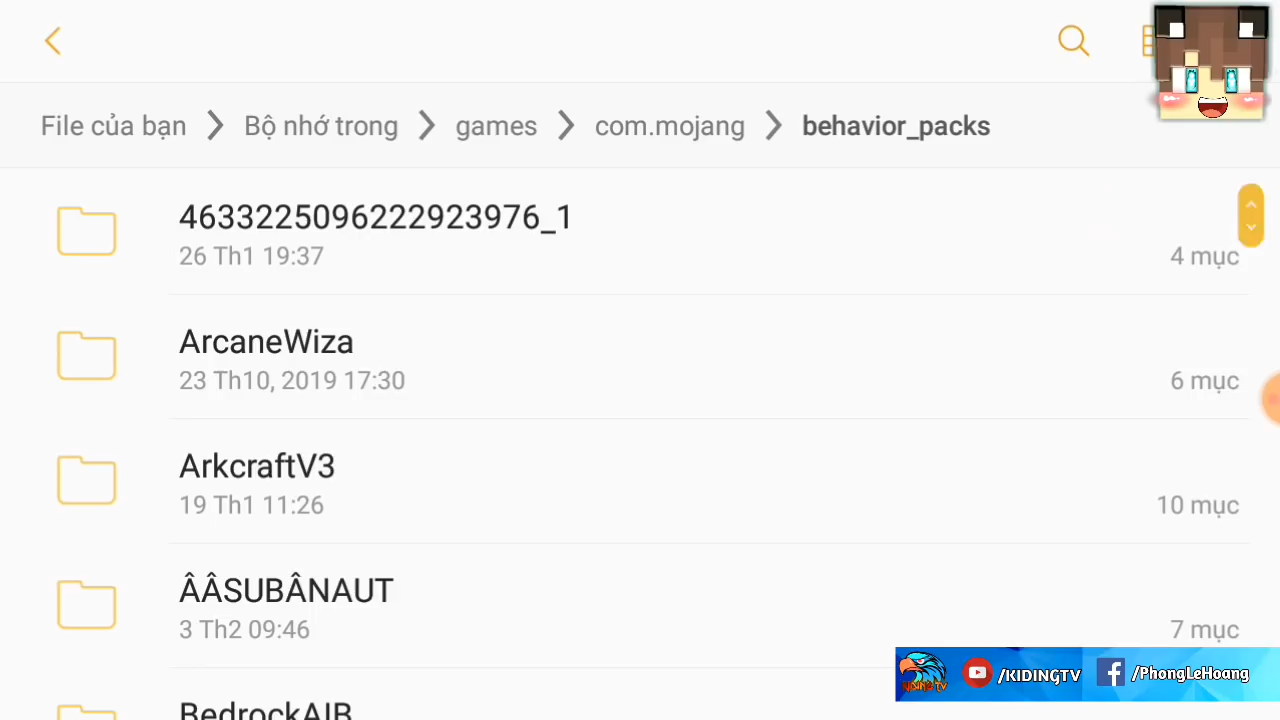 File của bạn > Bộ nhớ trong > games > com.mojang > behavior_packs
4633225096222923976_1
26 Th1 19:37
4 mục
ArcaneWiza
23 Th10, 2019 17:30
6 mục
ArkcraftV3
19 Th1 11:26
10 mục
ÂÂSUBÂNAUT
3 Th2 09:46
7 mục
BedrockAIB
KIDINGTV
/KIDINGTV
/PhongLeHoang